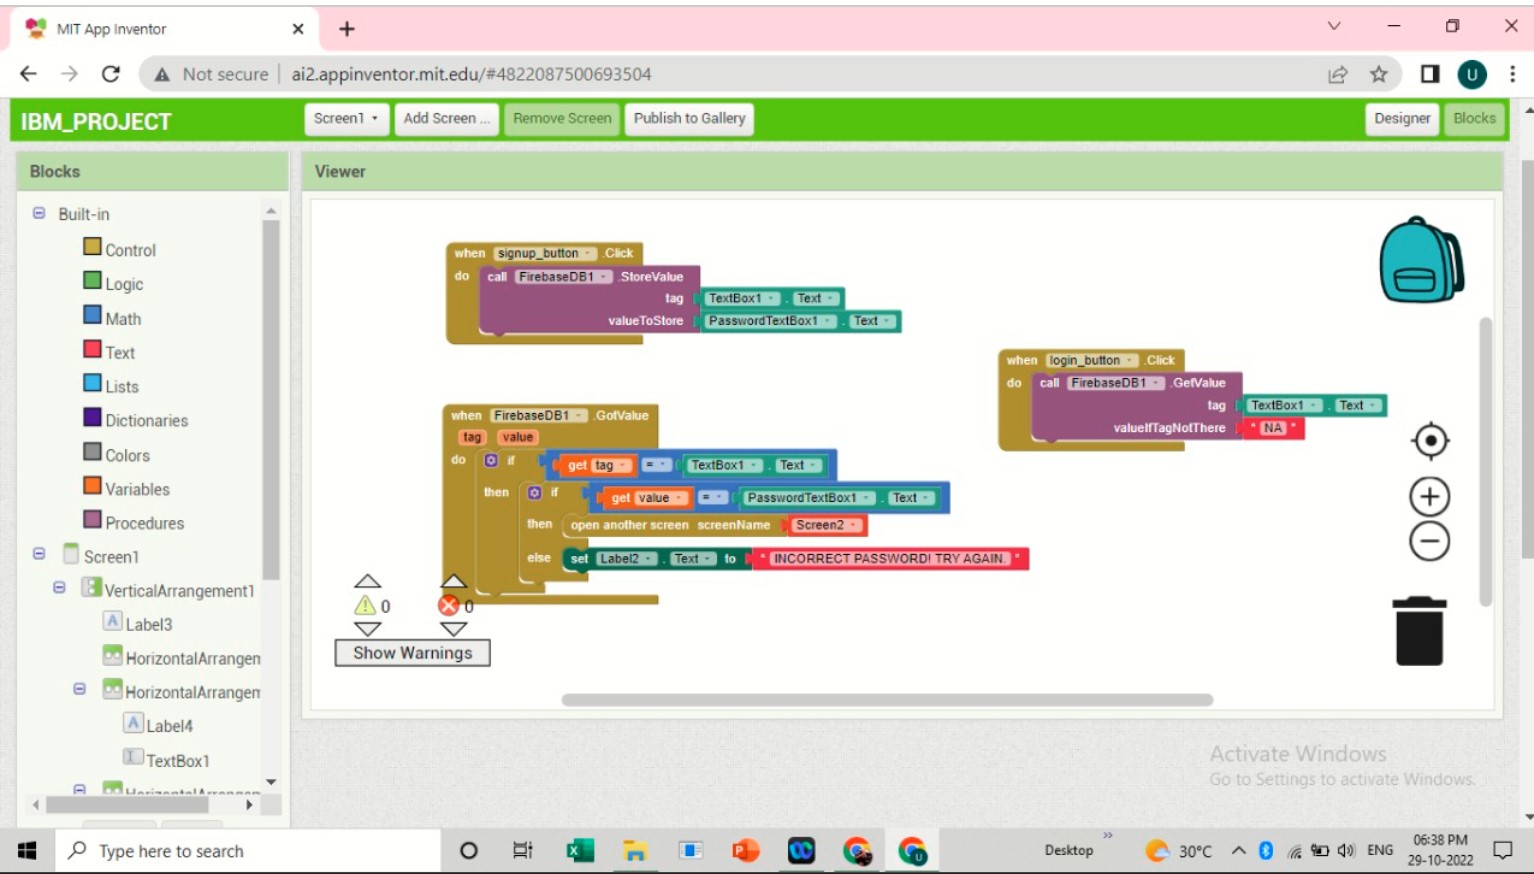 MIT App Inventor
Not secure
ai2.appinventor.mit.edu/#4822087500693504
U
IBM_PROJECT
Screen1
Add Screen ...
Remove Screen
Publish to Gallery
Designer
Blocks
Blocks
Viewer
Built-in
Control
Logic
Math
Text
Lists
Dictionaries
Colors
Variables
Procedures
Screen1
VerticalArrangement1
A Label3
HorizontalArrangem
HorizontalArrangem
A Label4
TextBox1
when signup_button .Click
do call FirebaseDB1 .StoreValue
tag TextBox1 . Text
valueToStore PasswordTextBox1 . Text
when login_button .Click
do call FirebaseDB1 .GetValue
tag TextBox1 . Text
valueIfTagNotThere " NA "
when FirebaseDB1 .GotValue
tag value
do if get tag = TextBox1 . Text
then if get value = PasswordTextBox1 . Text
then open another screen screenName Screen2
else set Label2 . Text to " INCORRECT PASSWORD! TRY AGAIN. "
0 0
Show Warnings
Activate Windows
Go to Settings to activate Windows.
Type here to search
Desktop
30°C
ENG
06:38 PM
29-10-2022